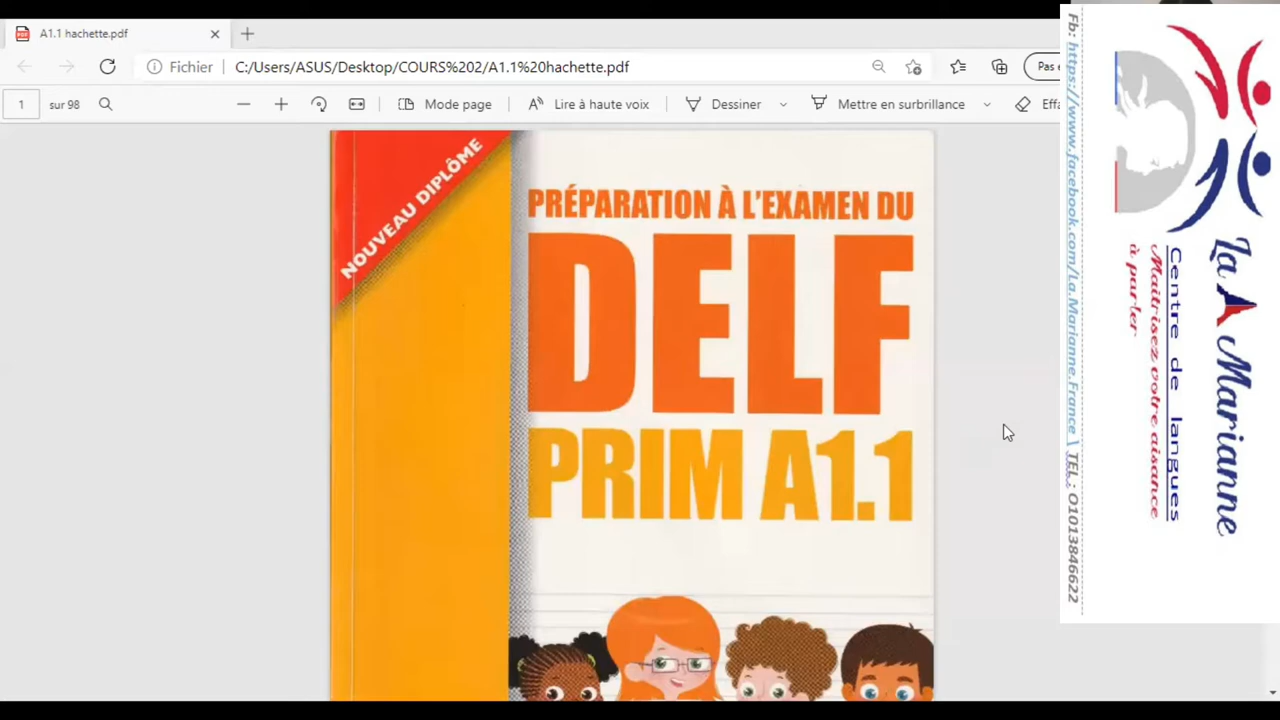 A1.1 hachette.pdf
Fichier
C:/Users/ASUS/Desktop/COURS%202/A1.1%20hachette.pdf
1
sur 98
Mode page
Lire à haute voix
Dessiner
Mettre en surbrillance
NOUVEAU DIPLÔME
PRÉPARATION À L'EXAMEN DU
DELF
PRIM A1.1
La Marianne
Centre de langues
Maîtrisez votre aisance
à parler
Fb: https://www.facebook.com/La.Marianne.France \ TEL : 01013846622